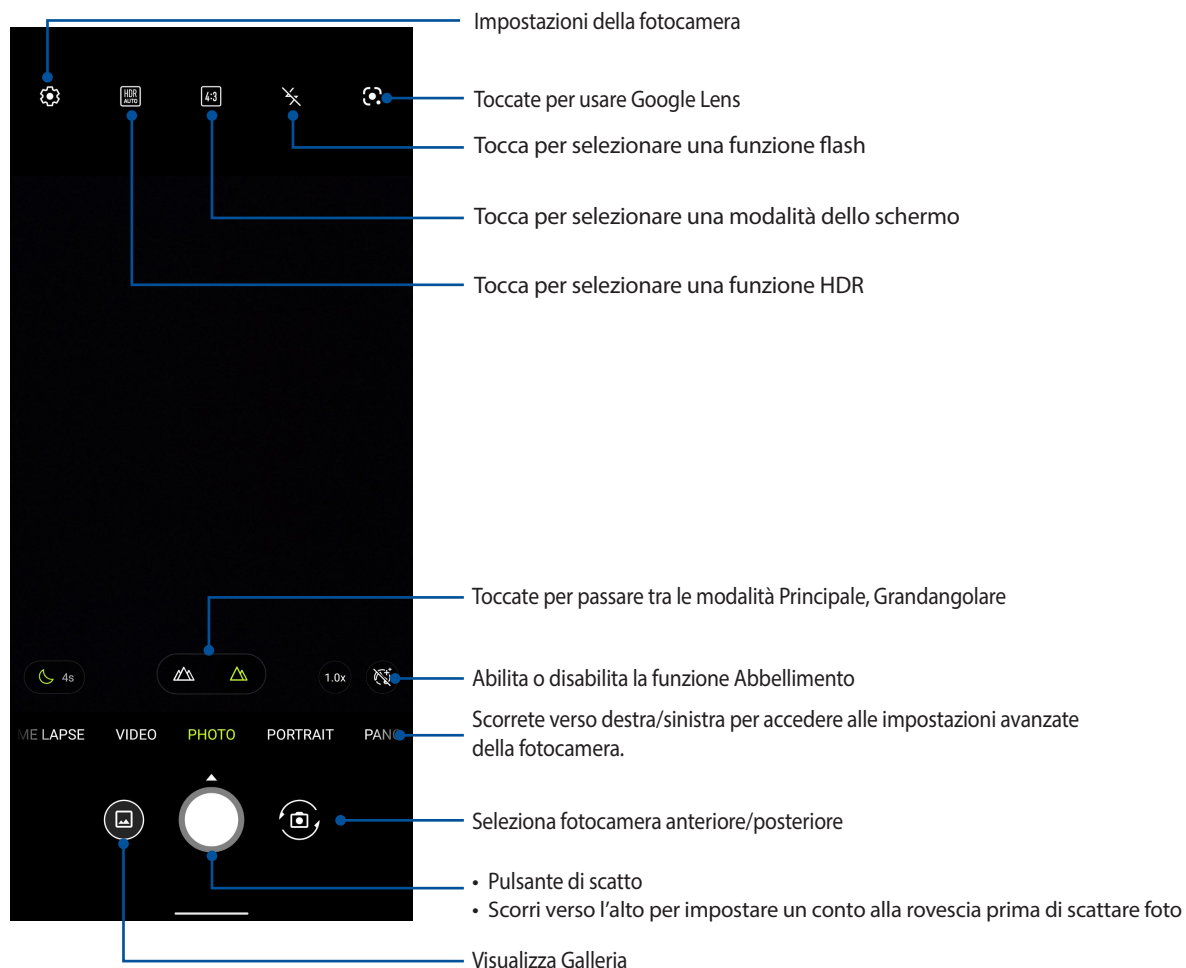 Impostazioni della fotocamera
HDR
AUTO
4:3
Toccate per usare Google Lens
Tocca per selezionare una funzione flash
Tocca per selezionare una modalità dello schermo
Tocca per selezionare una funzione HDR
Toccate per passare tra le modalità Principale, Grandangolare
4s
1.0x
Abilita o disabilita la funzione Abbellimento
Scorrete verso destra/sinistra per accedere alle impostazioni avanzate
della fotocamera.
ME LAPSE VIDEO PHOTO PORTRAIT PANO
Seleziona fotocamera anteriore/posteriore
• Pulsante di scatto
• Scorri verso l'alto per impostare un conto alla rovescia prima di scattare foto
Visualizza Galleria